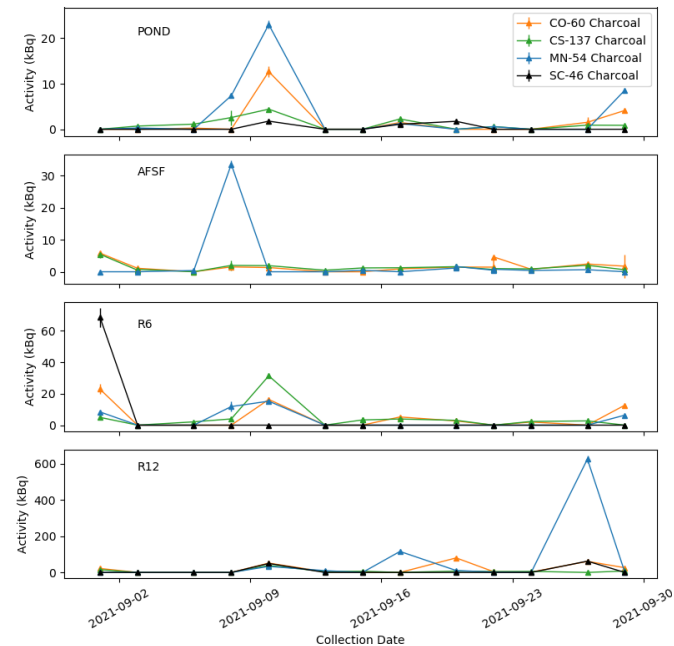 POND
CO-60 Charcoal
CS-137 Charcoal
MN-54 Charcoal
SC-46 Charcoal
Activity (kBq)
20
10
0
AFSF
Activity (kBq)
30
20
10
0
R6
Activity (kBq)
60
40
20
0
R12
Activity (kBq)
600
400
200
0
2021-09-02
2021-09-09
2021-09-16
2021-09-23
2021-09-30
Collection Date